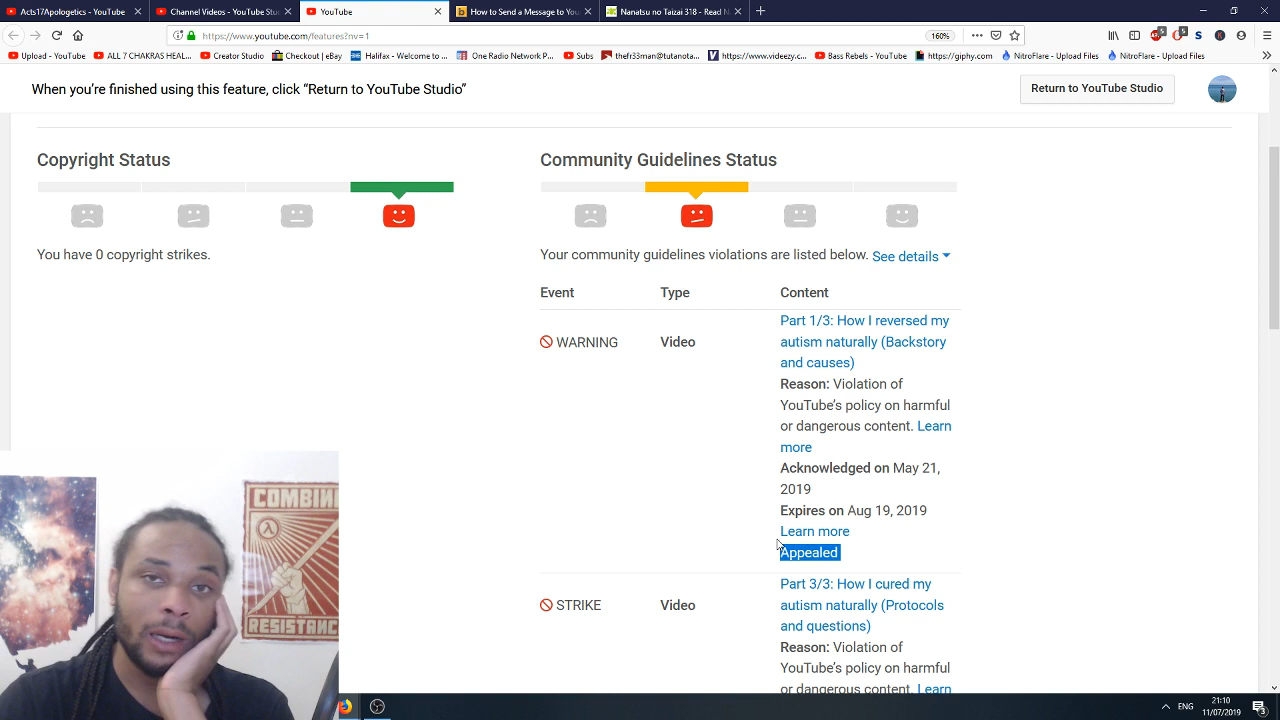 Acts17Apologetics - YouTube
Channel Videos - YouTube Stu
YouTube
How to Send a Message to You
Nanatsu no Taizai 318 - Read N
https://www.youtube.com/features?nv=1
160%
Upload - YouTube
ALL 7 CHAKRAS HEAL...
Creator Studio
Checkout | eBay
Halifax - Welcome to ...
One Radio Network P...
Subs
thefr33man@tutanota...
https://www.videezy.c...
Bass Rebels - YouTube
https://giphy.com
NitroFlare - Upload Files
NitroFlare - Upload Files
When you're finished using this feature, click “Return to YouTube Studio”
Return to YouTube Studio
Copyright Status
You have 0 copyright strikes.
Community Guidelines Status
Your community guidelines violations are listed below. See details
Event Type Content
WARNING Video
Part 1/3: How I reversed my
autism naturally (Backstory
and causes)
Reason: Violation of
YouTube’s policy on harmful
or dangerous content. Learn
more
Acknowledged on May 21,
2019
Expires on Aug 19, 2019
Learn more
Appealed
STRIKE Video
Part 3/3: How I cured my
autism naturally (Protocols
and questions)
Reason: Violation of
YouTube’s policy on harmful
or dangerous content. Learn
COMBIN
RESISTANC
ENG
21:10
11/07/2019